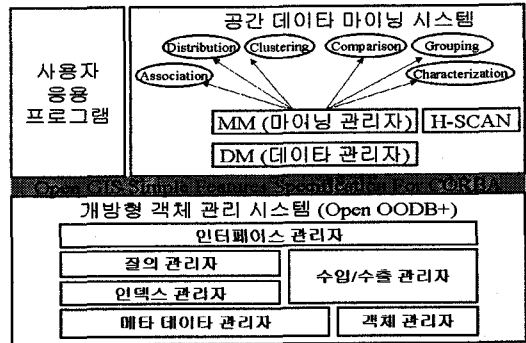 공간 데이타 마이닝 시스템
Distribution Clustering Comparison Grouping
Association Characterization
사용자
응용
프로그램
MM (마이닝 관리자) H-SCAN
DM (데이타 관리자)
Open GIS Simple Features Specification For CORBA
개방형 객체 관리 시스템 (Open OODB+)
인터페이스 관리자
질의 관리자
수입/수출 관리자
인덱스 관리자
메타 데이타 관리자 객체 관리자